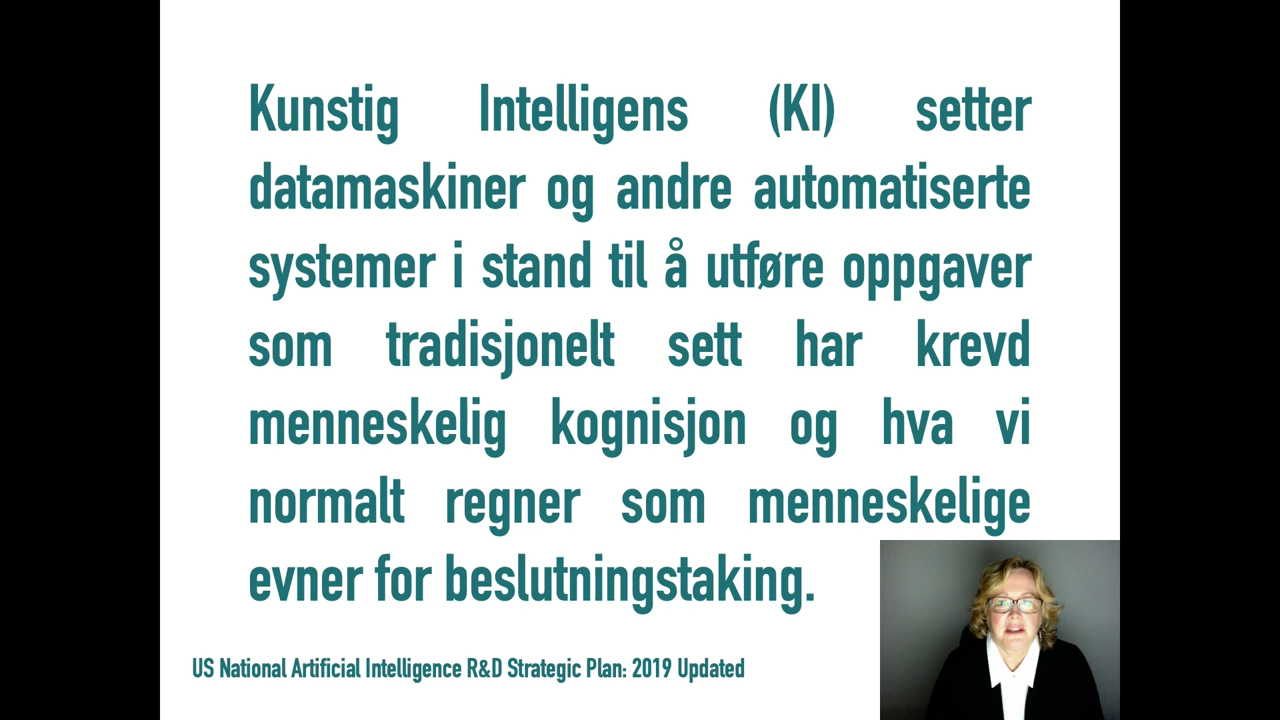 Kunstig Intelligens (KI) setter
datamaskiner og andre automatiserte
systemer i stand til å utføre oppgaver
som tradisjonelt sett har krevd
menneskelig kognisjon og hva vi
normalt regner som menneskelige
evner for beslutningstaking.
US National Artificial Intelligence R&D Strategic Plan: 2019 Updated